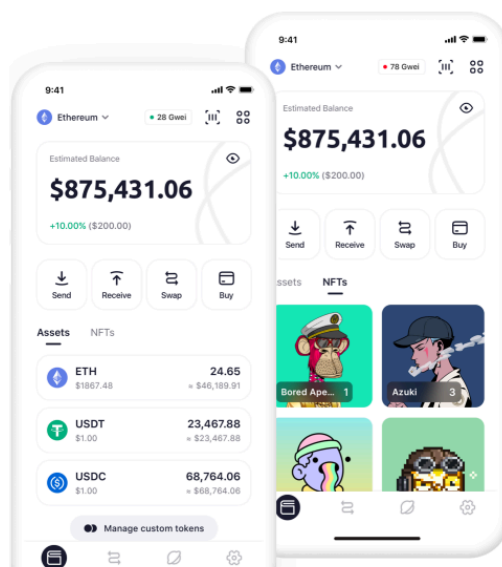 9:41
Ethereum
28 Gwei
Estimated Balance
$875,431.06
+10.00% ($200.00)
Send
Receive
Swap
Buy
Assets
NFTs
ETH
24.65
$1867.48
≈ $46,189.91
USDT
23,467.88
$1.00
≈ $23,467.88
USDC
68,764.06
$1.00
≈ $68,764.06
Manage custom tokens
9:41
Ethereum
78 Gwei
Estimated Balance
$875,431.06
+10.00% ($200.00)
Send
Receive
Swap
Buy
ssets
NFTs
Bored Ape... 1
Azuki 3